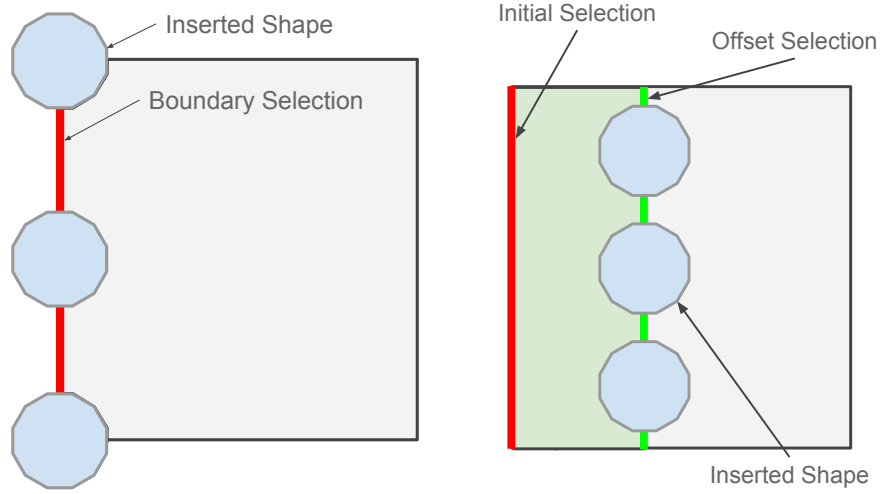 Inserted Shape
Boundary Selection
Initial Selection
Offset Selection
Inserted Shape